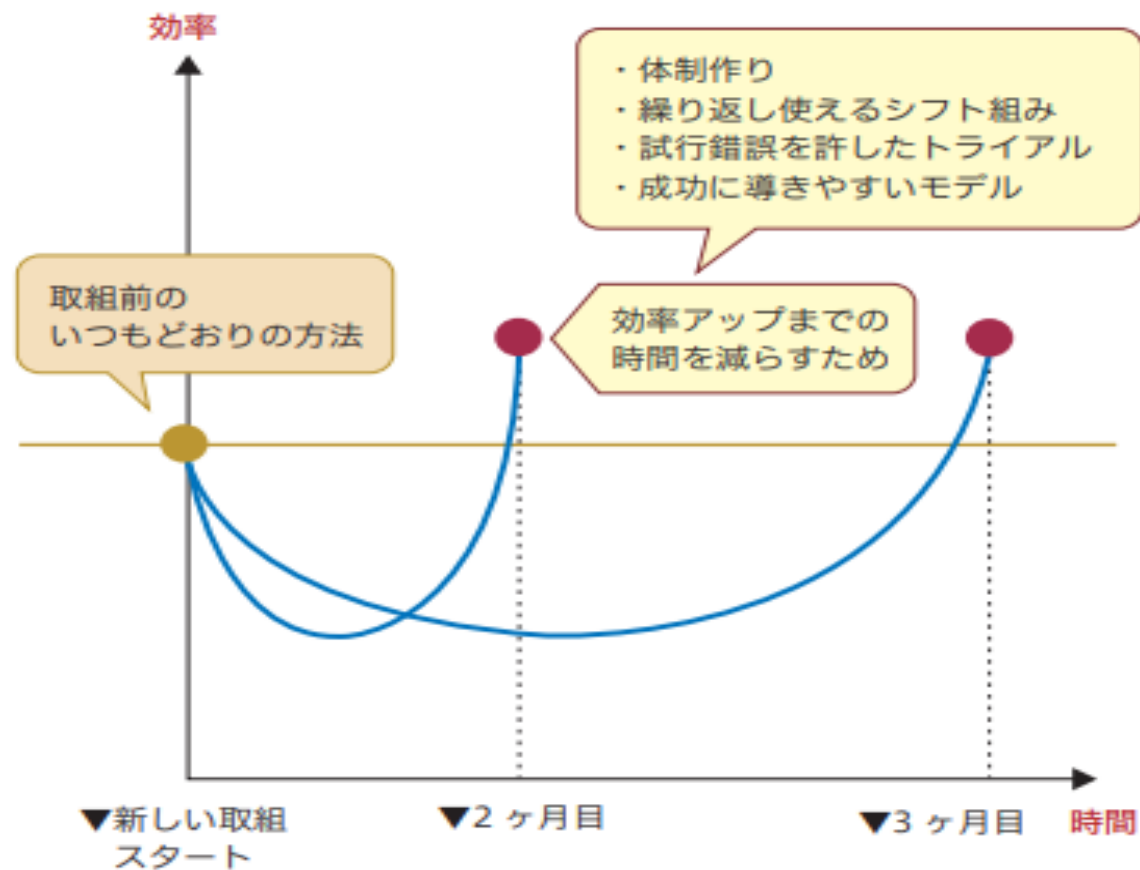 効率
・体制作り
・繰り返し使えるシフト組み
・試行錯誤を許したトライアル
・成功に導きやすいモデル
取組前の
いつもどおりの方法
効率アップまでの
時間を減らすため
▼新しい取組
スタート
▼2 ヶ月目
▼3 ヶ月目
時間